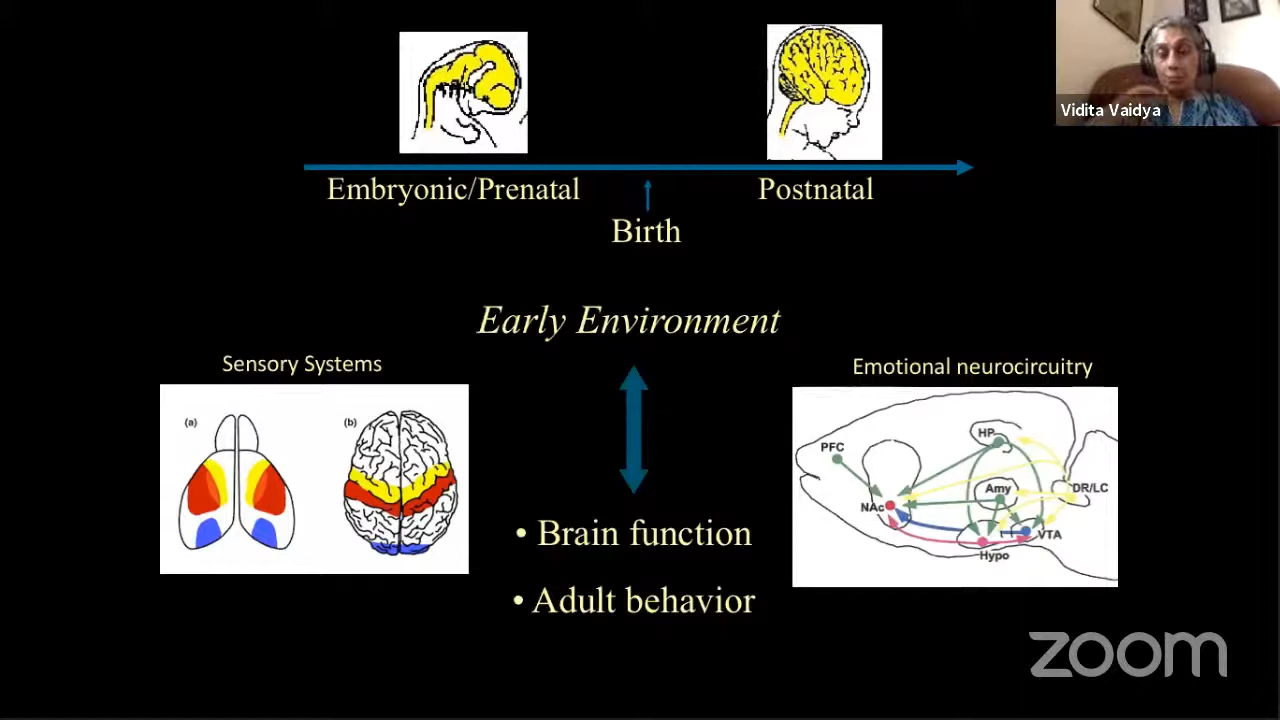 Vidita Vaidya
Embryonic/Prenatal
Postnatal
Birth
Early Environment
Sensory Systems
Emotional neurocircuitry
(a)
(b)
PFC
HP
Amy
DR/LC
NAc
VTA
Hypo
• Brain function
• Adult behavior
zoom